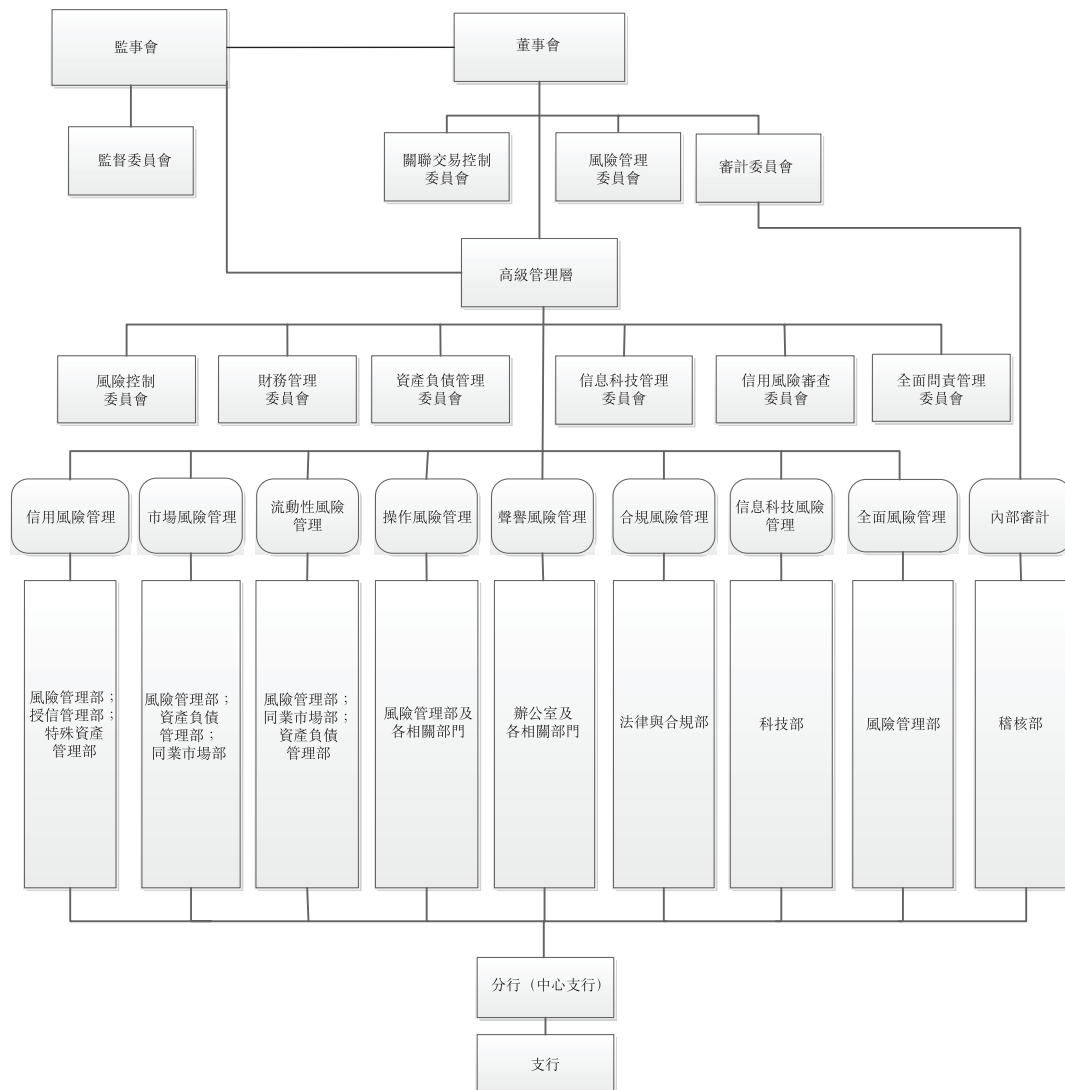 監事會
董事會
監督委員會
關聯交易控制
委員會
風險管理
委員會
審計委員會
高級管理層
風險控制
委員會
財務管理
委員會
資產負債管理
委員會
信息科技管理
委員會
信用風險審查
委員會
全面問責管理
委員會
信用風險管理
市場風險管理
流動性風險
管理
操作風險管理
聲譽風險管理
合規風險管理
信息科技風險
管理
全面風險管理
內部審計
風險管理部；
授信管理部；
特殊資產
管理部
風險管理部；
資產負債
管理部；
同業市場部
風險管理部；
同業市場部；
資產負債
管理部
風險管理部及
各相關部門
辦公室及
各相關部門
法律與合規部
科技部
風險管理部
稽核部
分行（中心支行）
支行